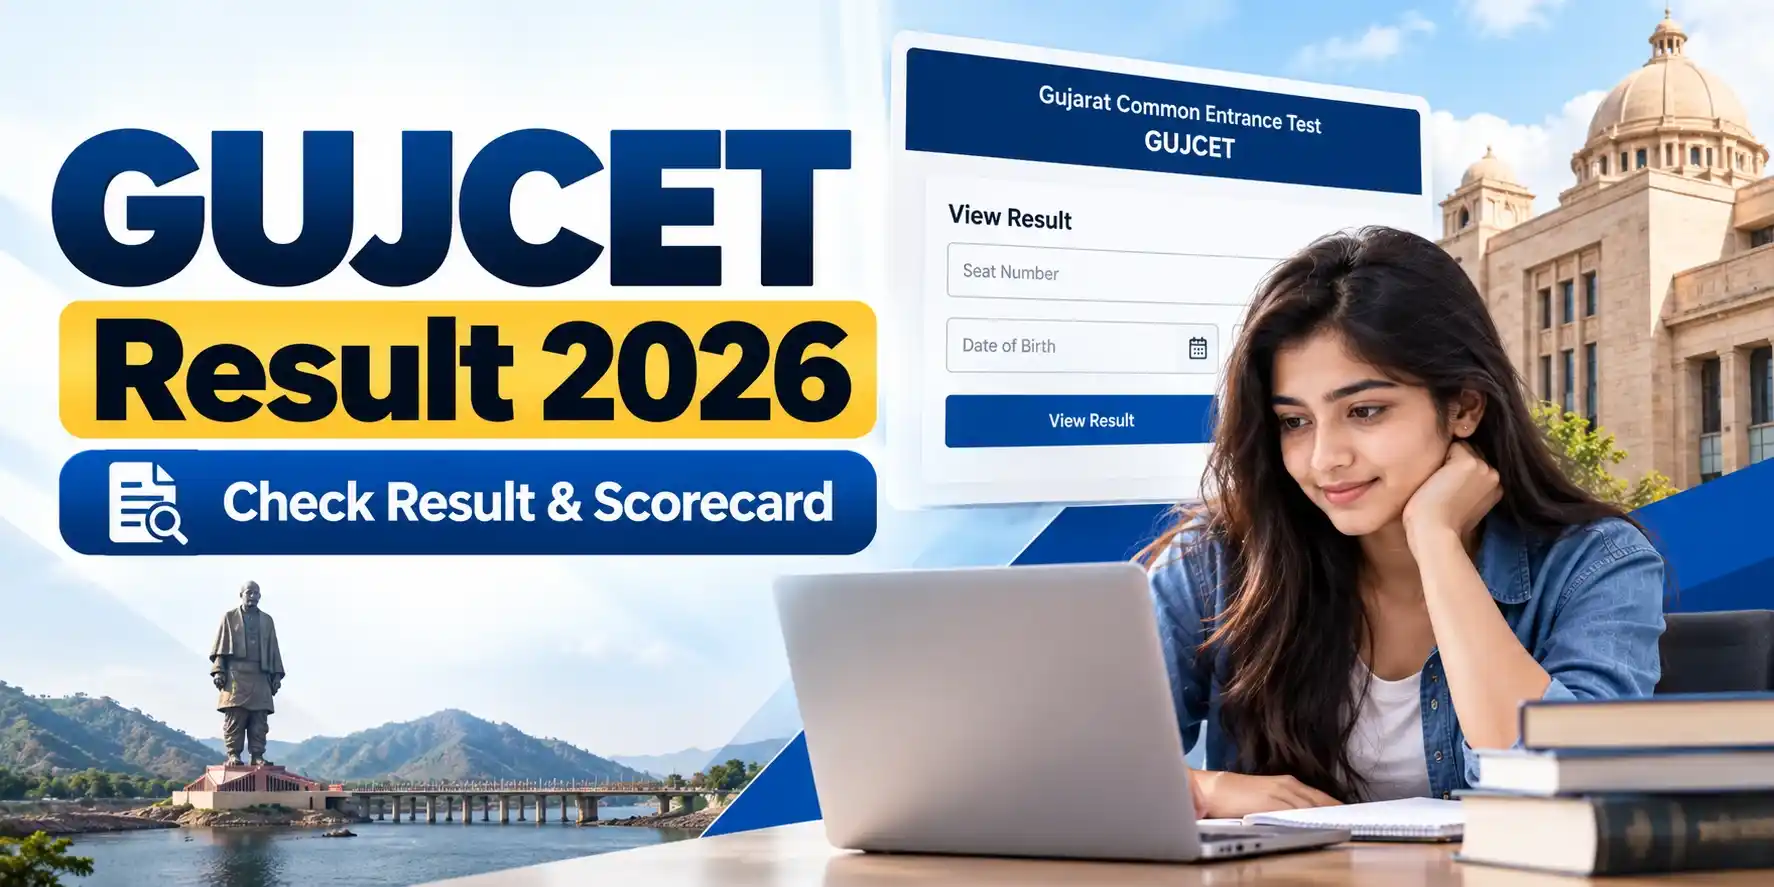 GUJCET
Result 2026
Check Result & Scorecard
Gujarat Common Entrance Test
GUJCET
View Result
Seat Number
Date of Birth
View Result